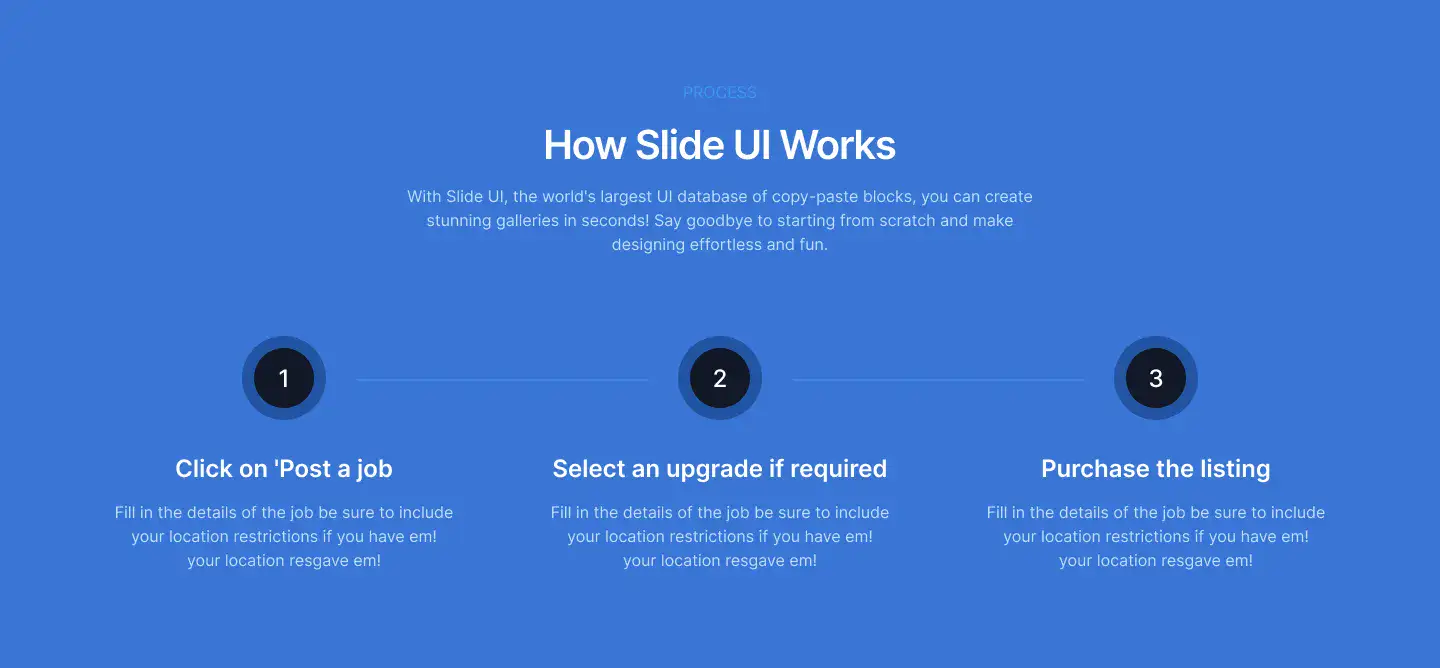 PROCESS
How Slide UI Works
With Slide UI, the world's largest UI database of copy-paste blocks, you can create
stunning galleries in seconds! Say goodbye to starting from scratch and make
designing effortless and fun.
1
2
3
Click on 'Post a job
Select an upgrade if required
Purchase the listing
Fill in the details of the job be sure to include
your location restrictions if you have em!
your location resgave em!
Fill in the details of the job be sure to include
your location restrictions if you have em!
your location resgave em!
Fill in the details of the job be sure to include
your location restrictions if you have em!
your location resgave em!